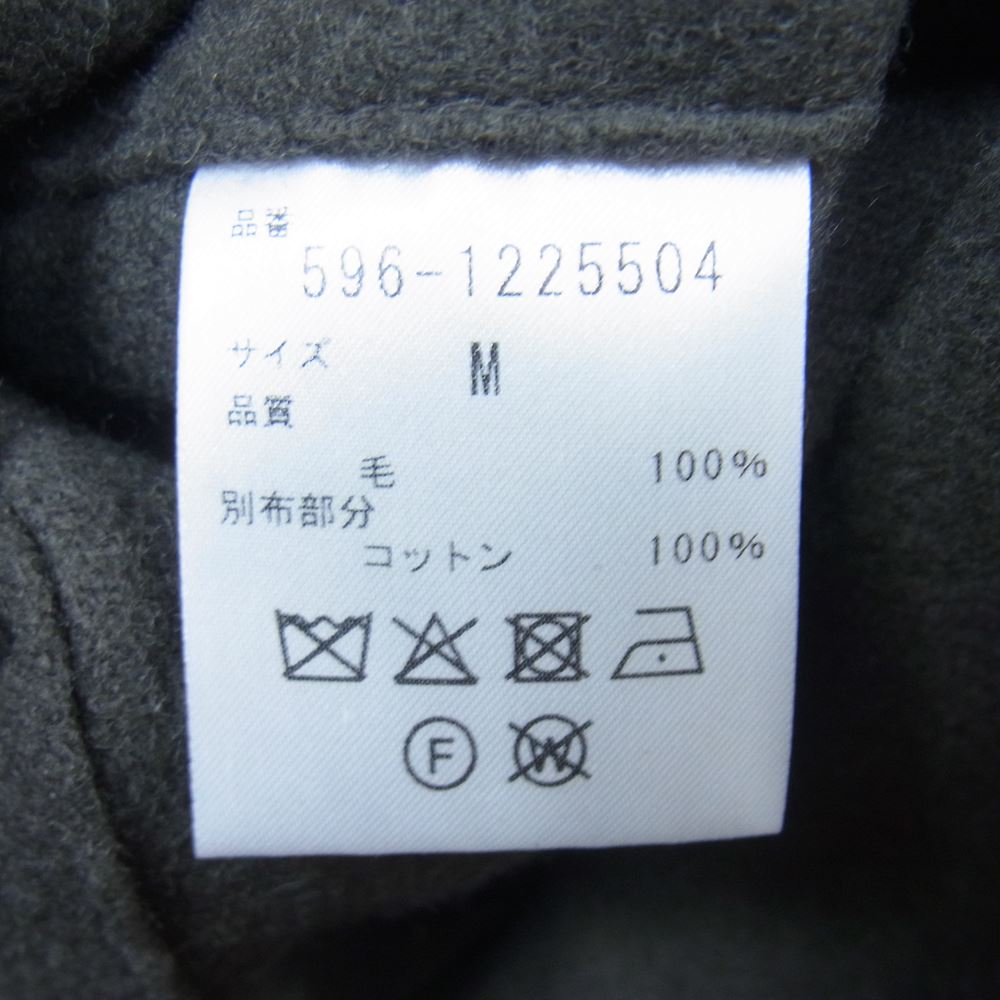 品番
596-1225504
サイズ M
品質
毛 100%
別布部分
コットン 100%
F W